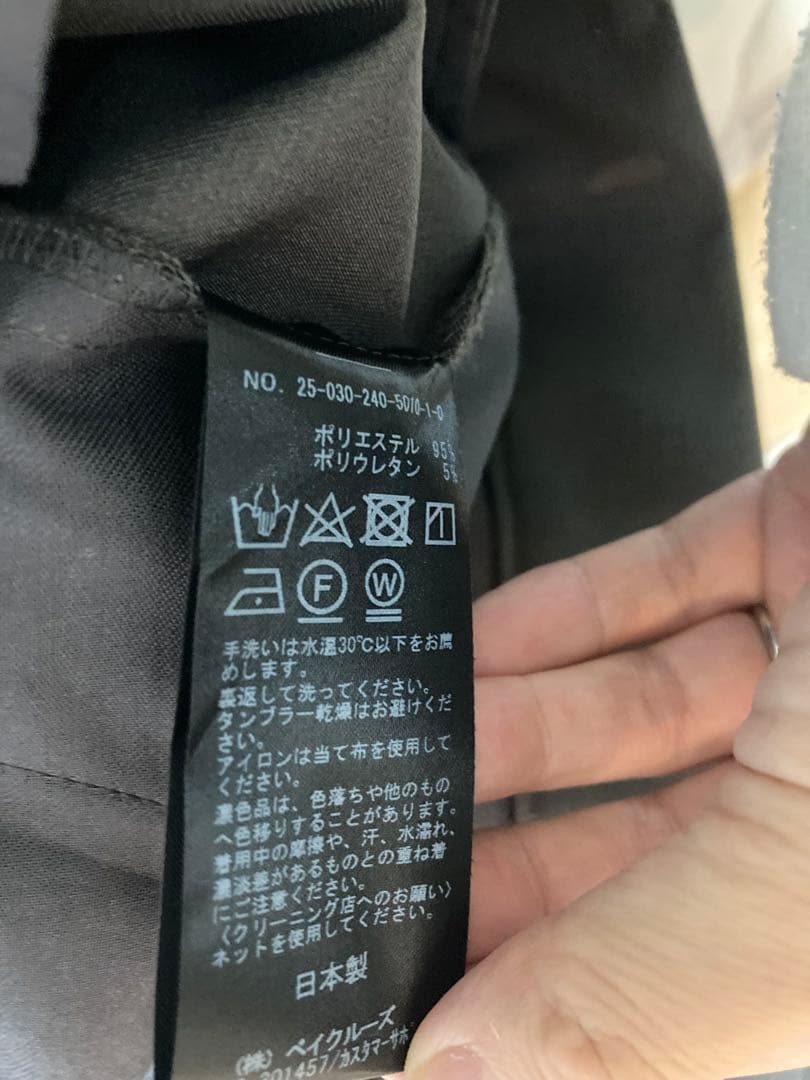 NO. 25-030-240-5010-1-0
ポリエステル 95%
ポリウレタン 5%
F W
手洗いは水温30℃以下をお薦
めします。
裏返して洗ってください。
タンブラー乾燥はお避けくだ
さい。
アイロンは当て布を使用して
ください。
濃色品は、色落ちや他のもの
へ色移りすることがあります。
着用中の摩擦や、汗、水濡れ、
濃淡差があるものとの重ね着
にご注意ください。
〈クリーニング店へのお願い〉
ネットを使用してください。
日本製
(株) ベイクルーズ
301457/カスタマーサポ